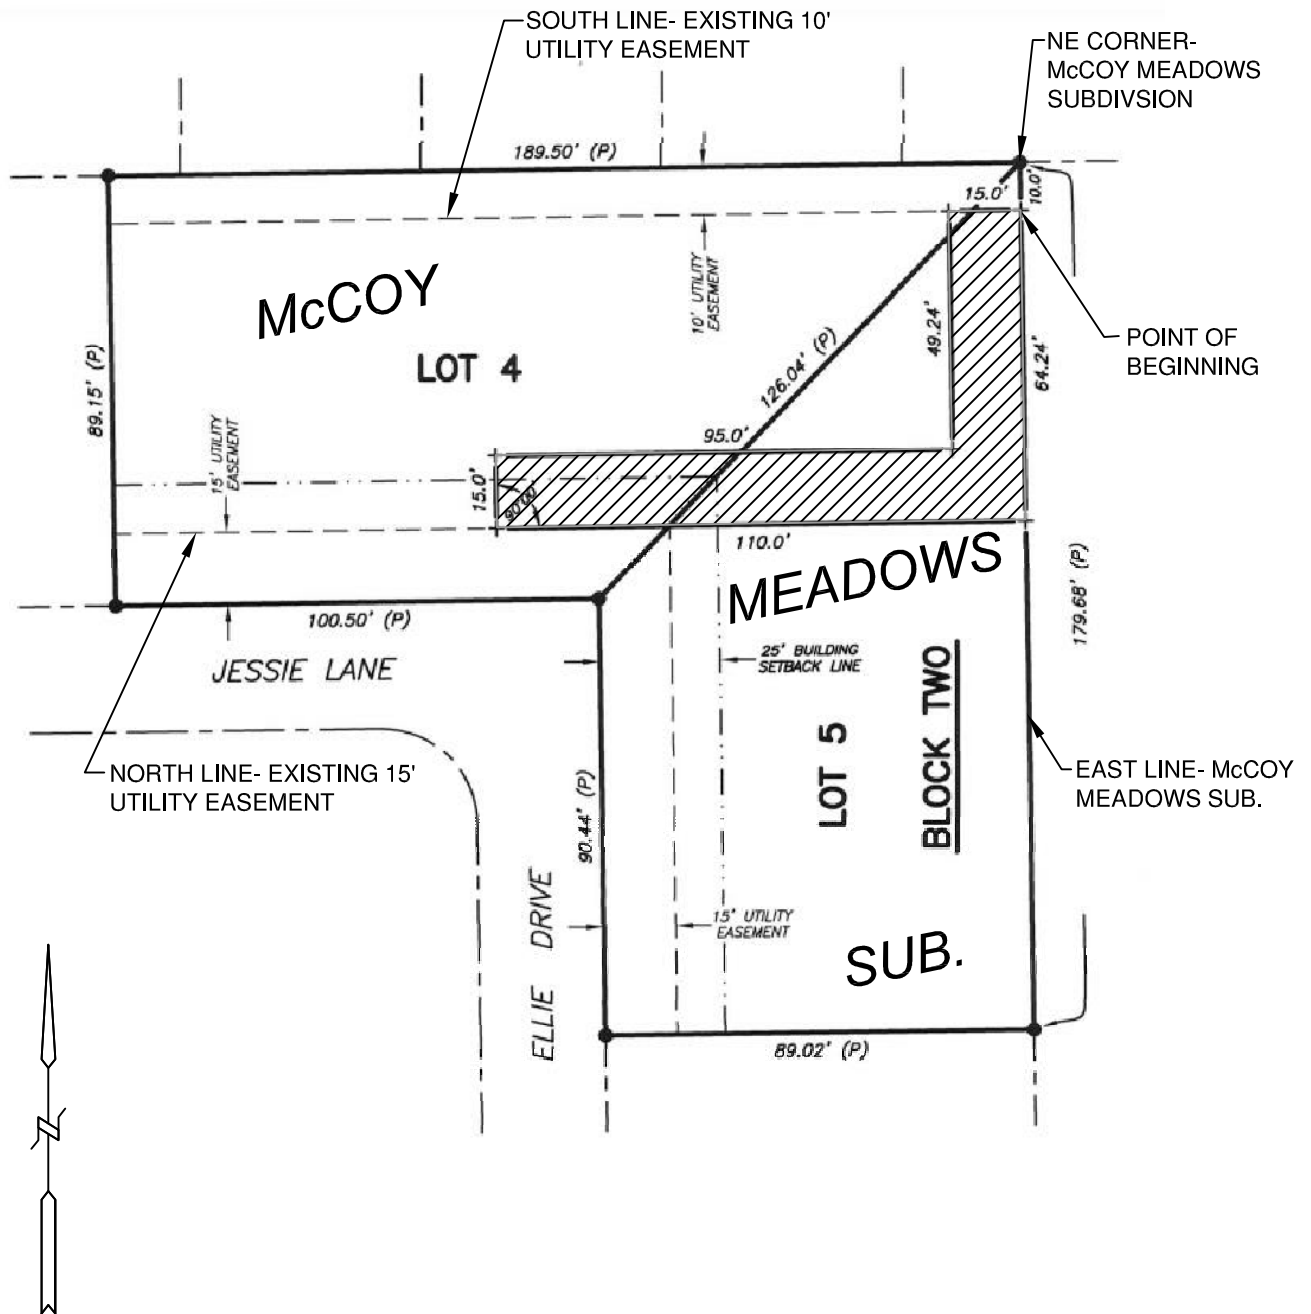 SOUTH LINE- EXISTING 10'
UTILITY EASEMENT
NE CORNER-
McCOY MEADOWS
SUBDIVSION
189.50' (P)
15.0'
10.0'
10' UTILITY
EASEMENT
McCOY
LOT 4
89.15' (P)
126.04' (P)
49.24'
64.24'
POINT OF
BEGINNING
15' UTILITY
EASEMENT
95.0'
15.0'
90°00'
110.0'
MEADOWS
100.50' (P)
JESSIE LANE
25' BUILDING
SETBACK LINE
179.68' (P)
NORTH LINE- EXISTING 15'
UTILITY EASEMENT
LOT 5
BLOCK TWO
EAST LINE- McCOY
MEADOWS SUB.
90.44' (P)
ELLIE DRIVE
15' UTILITY
EASEMENT
SUB.
89.02' (P)
N